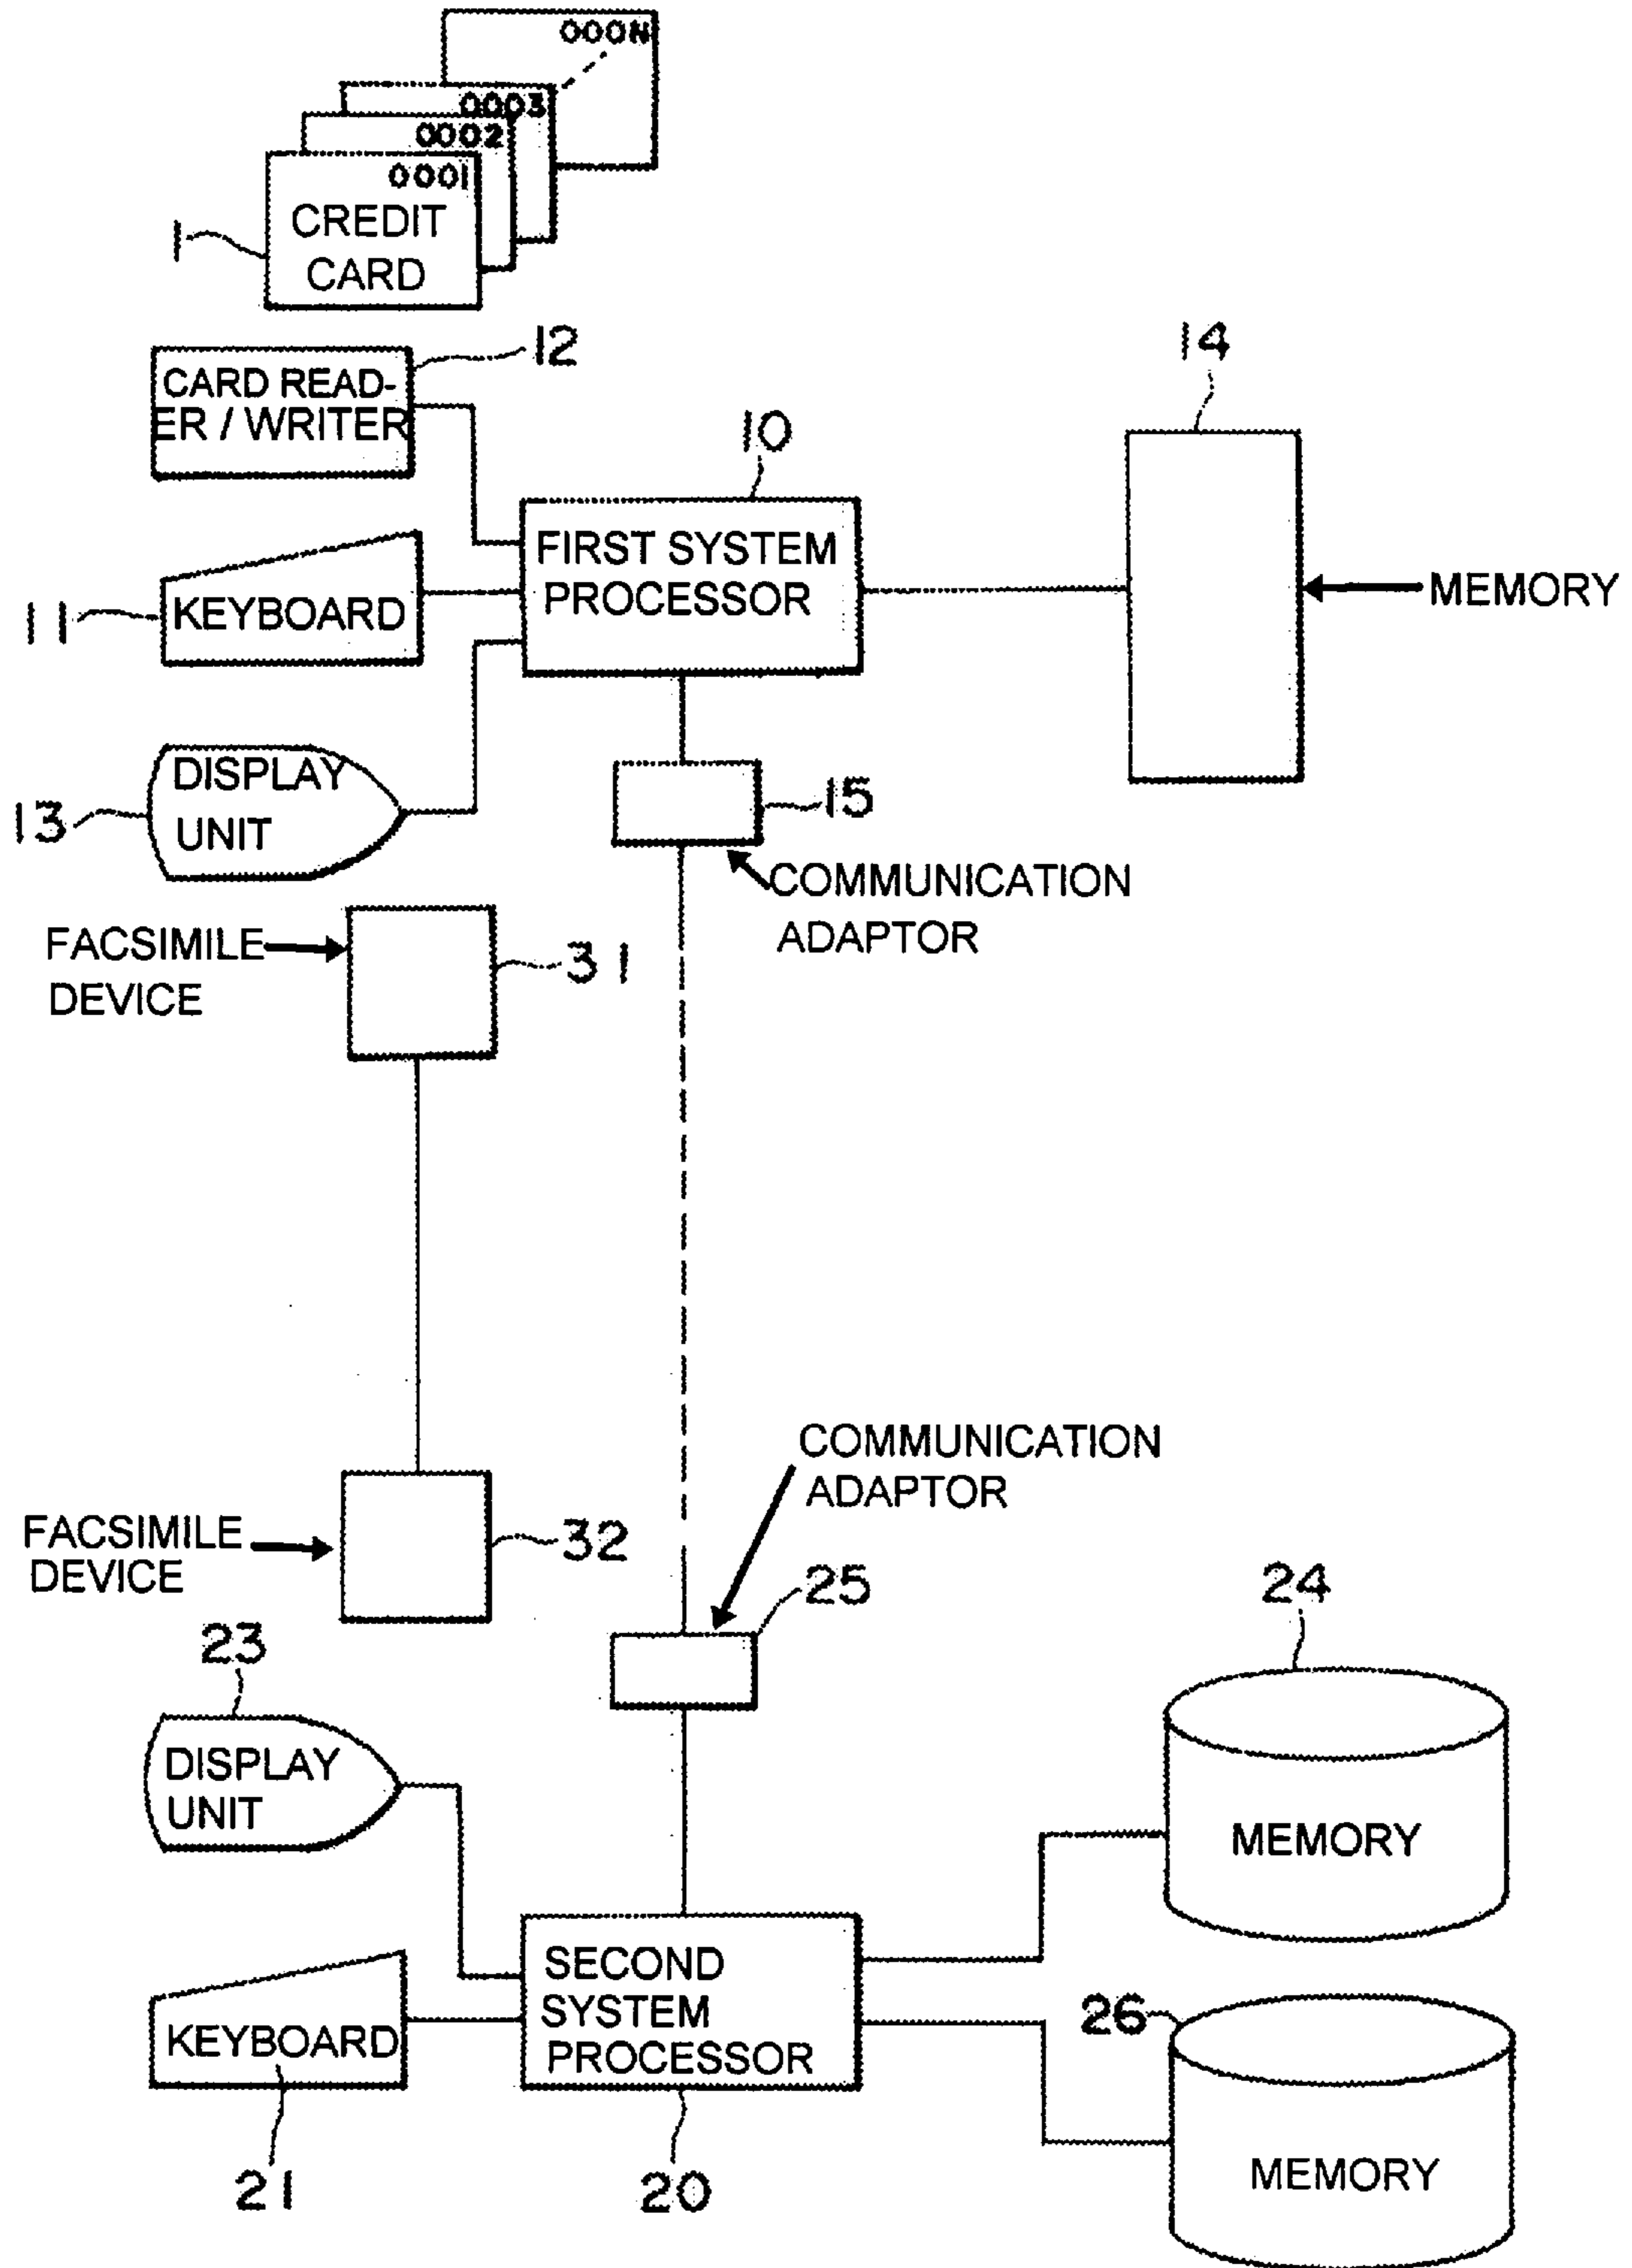 000N
0003
0002
0001
CREDIT
CARD
1
12
CARD READ-
ER / WRITER
14
10
FIRST SYSTEM
PROCESSOR
MEMORY
KEYBOARD
11
DISPLAY
UNIT
13
15
COMMUNICATION
ADAPTOR
FACSIMILE
DEVICE
31
COMMUNICATION
ADAPTOR
FACSIMILE
DEVICE
32
25
24
23
DISPLAY
UNIT
MEMORY
SECOND
SYSTEM
PROCESSOR
26
KEYBOARD
21
20
MEMORY